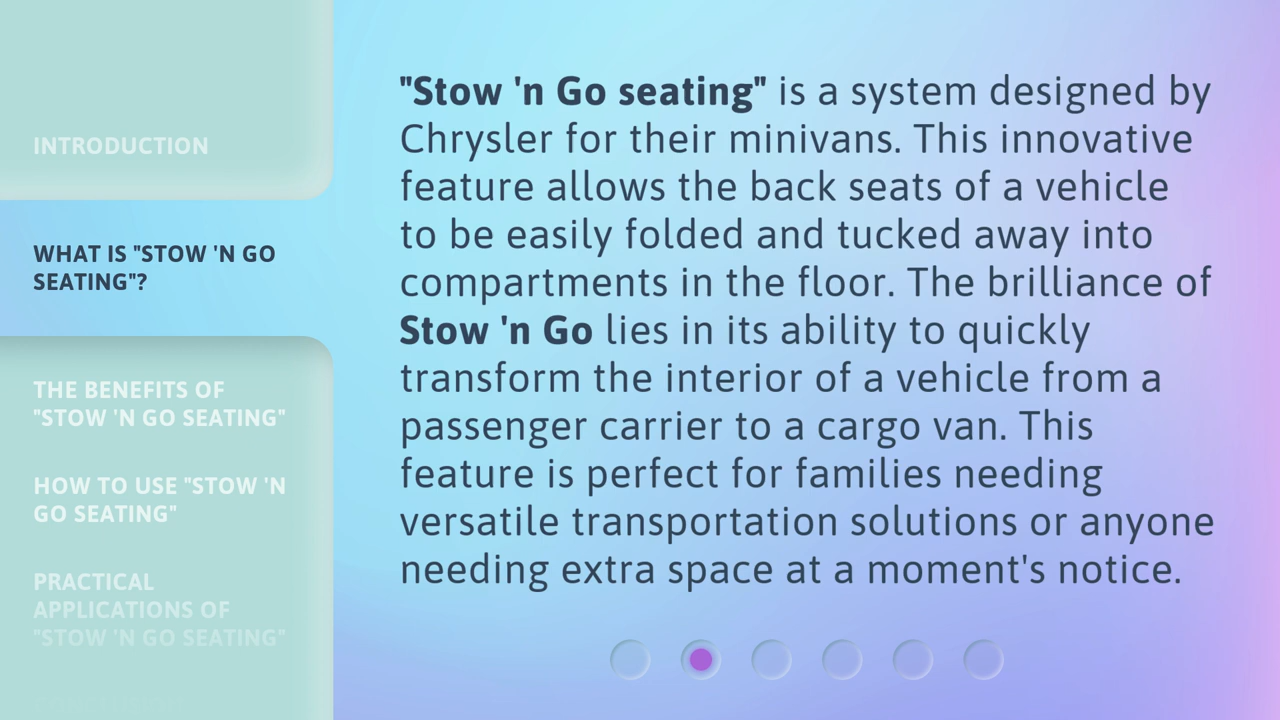 INTRODUCTION
WHAT IS "STOW 'N GO
SEATING"?
THE BENEFITS OF
"STOW 'N GO SEATING"
HOW TO USE "STOW 'N
GO SEATING"
PRACTICAL
APPLICATIONS OF
"STOW 'N GO SEATING"
"Stow 'n Go seating" is a system designed by
Chrysler for their minivans. This innovative
feature allows the back seats of a vehicle
to be easily folded and tucked away into
compartments in the floor. The brilliance of
Stow 'n Go lies in its ability to quickly
transform the interior of a vehicle from a
passenger carrier to a cargo van. This
feature is perfect for families needing
versatile transportation solutions or anyone
needing extra space at a moment's notice.